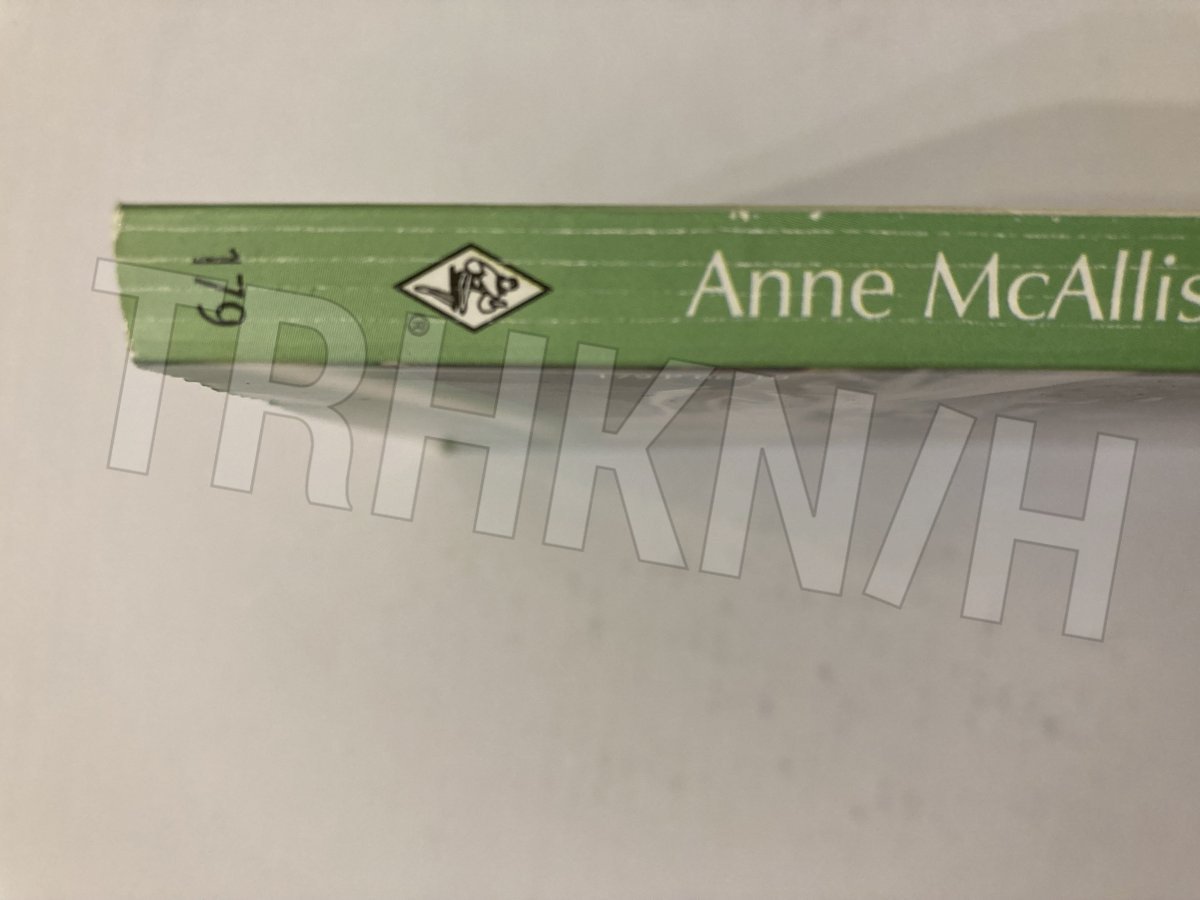 179
®
Anne McAllis
TRHKN/H